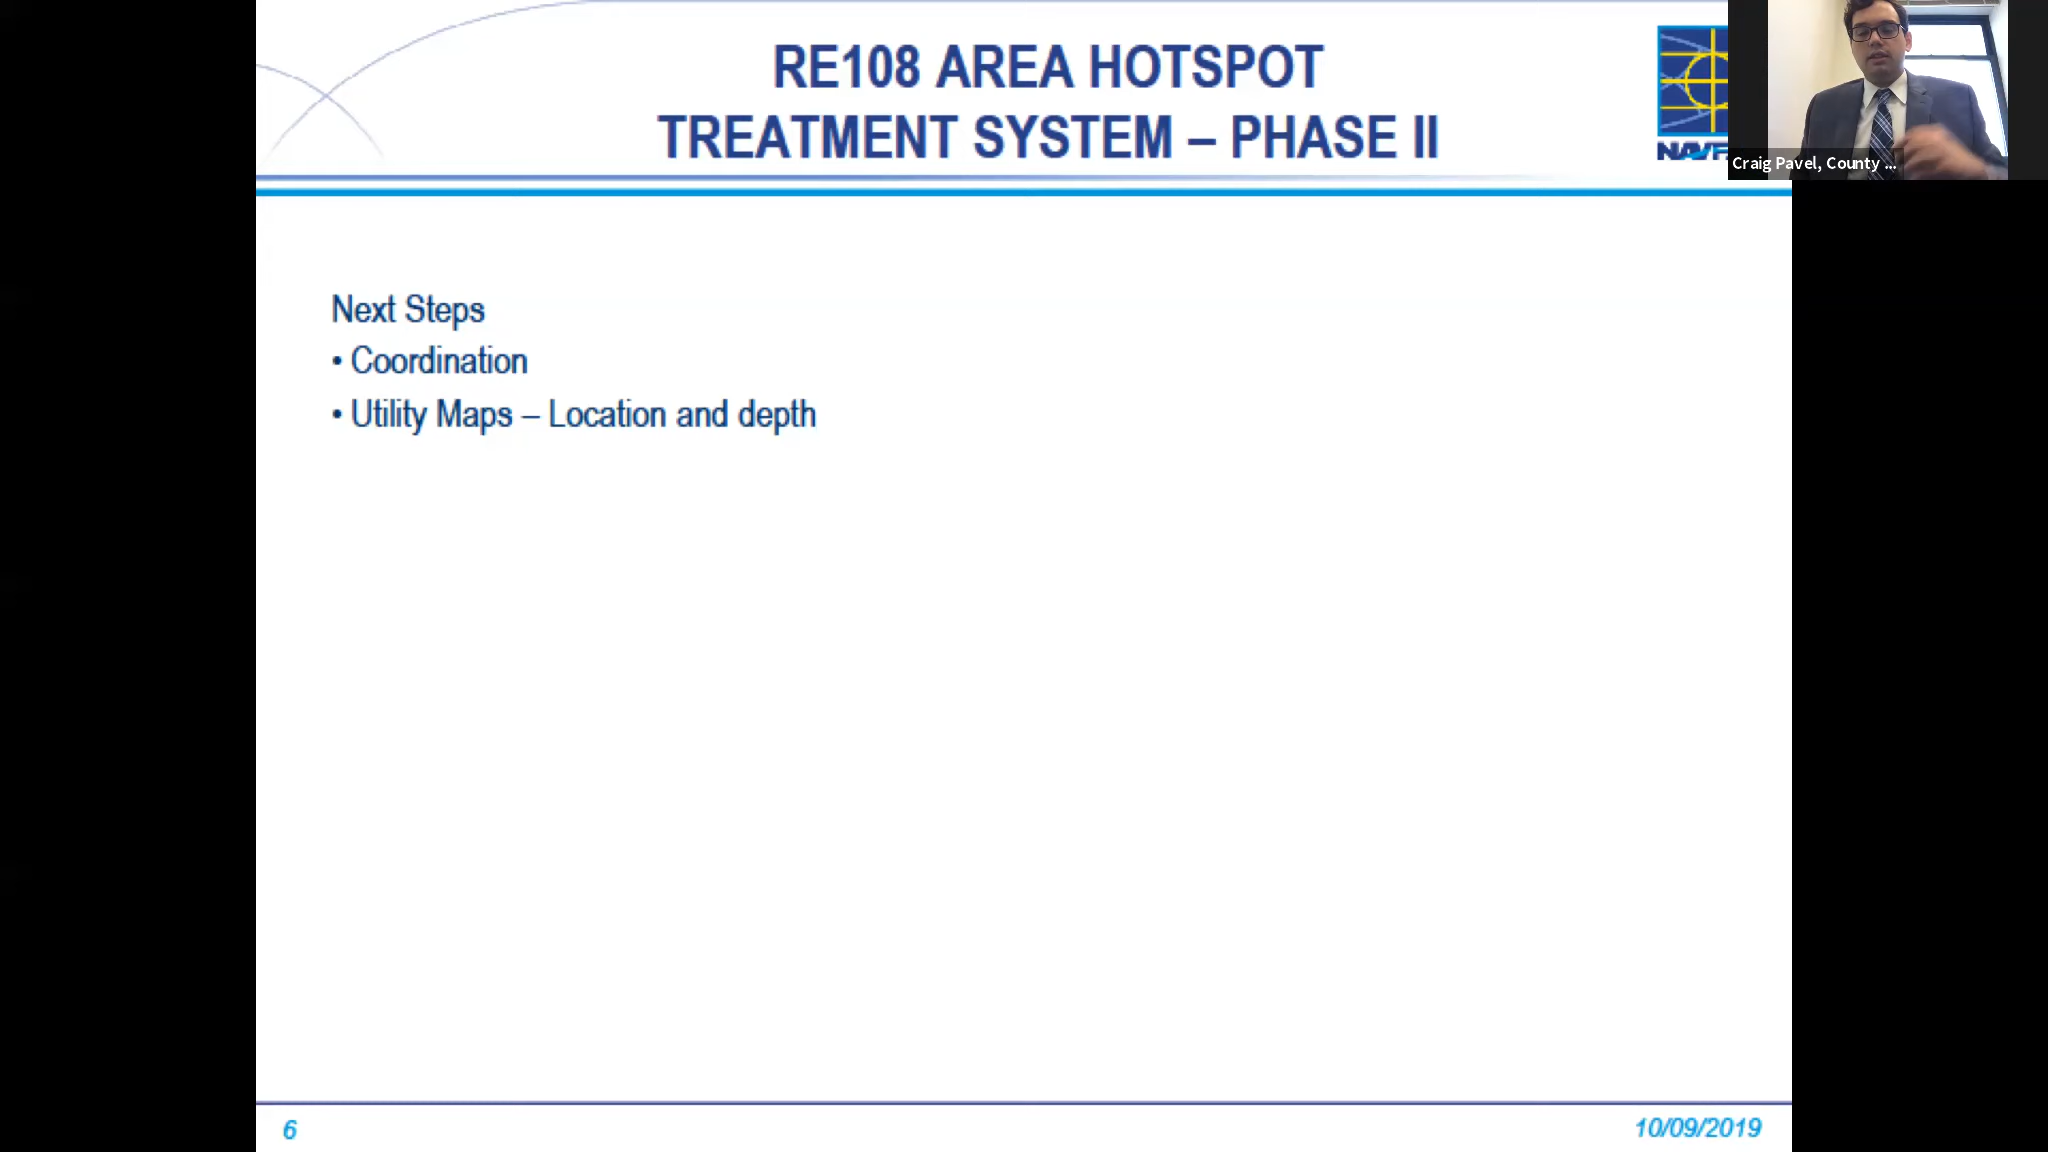 RE108 AREA HOTSPOT
TREATMENT SYSTEM – PHASE II
Craig Pavel, County ...
Next Steps
• Coordination
• Utility Maps – Location and depth
6
10/09/2019